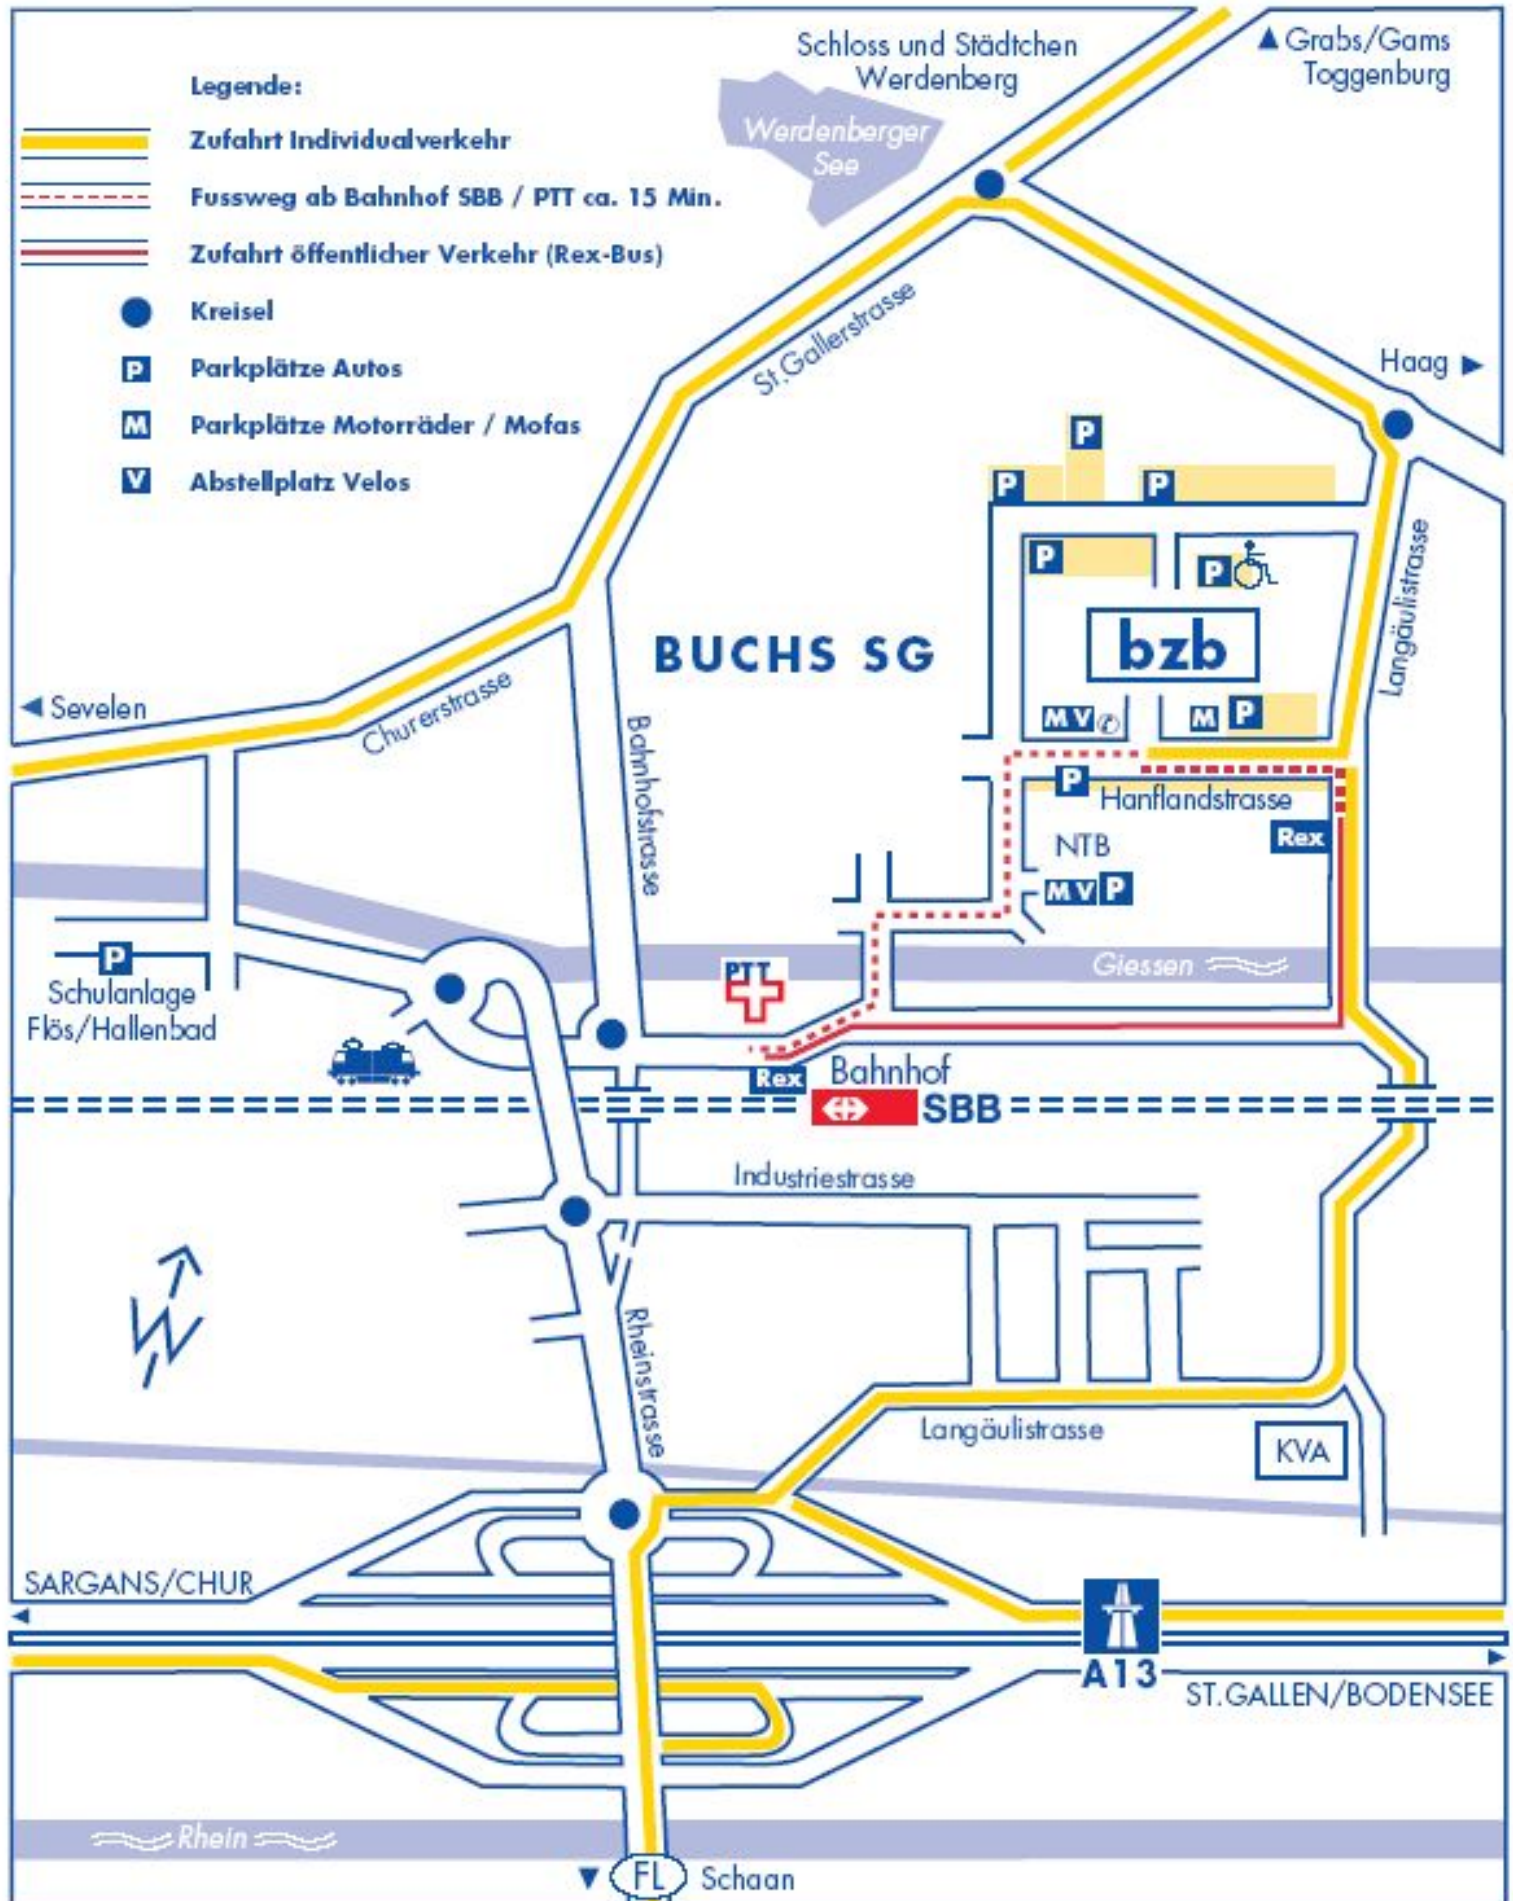 Legende:
Zufahrt Individualverkehr
Fussweg ab Bahnhof SBB / PTT ca. 15 Min.
Zufahrt öffentlicher Verkehr (Rex-Bus)
Kreisel
P Parkplätze Autos
M Parkplätze Motorräder / Mofas
V Abstellplatz Velos
Schloss und Städtchen
Werdenberg
Grabs/Gams
Toggenburg
Werdenberger
See
St.Gallerstrasse
Haag
P
P
P
P
P
Langäulistrasse
bzb
BUCHS SG
Sevelen
Churerstrasse
Bahnhofstrasse
M V
M P
P
Hanflandstrasse
Rex
NTB
M V P
P
Schulanlage
Flös/Hallenbad
PTT
Giessen
Rex
Bahnhof
SBB
Industriestrasse
N
Rheinstrasse
Langäulistrasse
KVA
SARGANS/CHUR
A13
ST.GALLEN/BODENSEE
Rhein
FL
Schaan